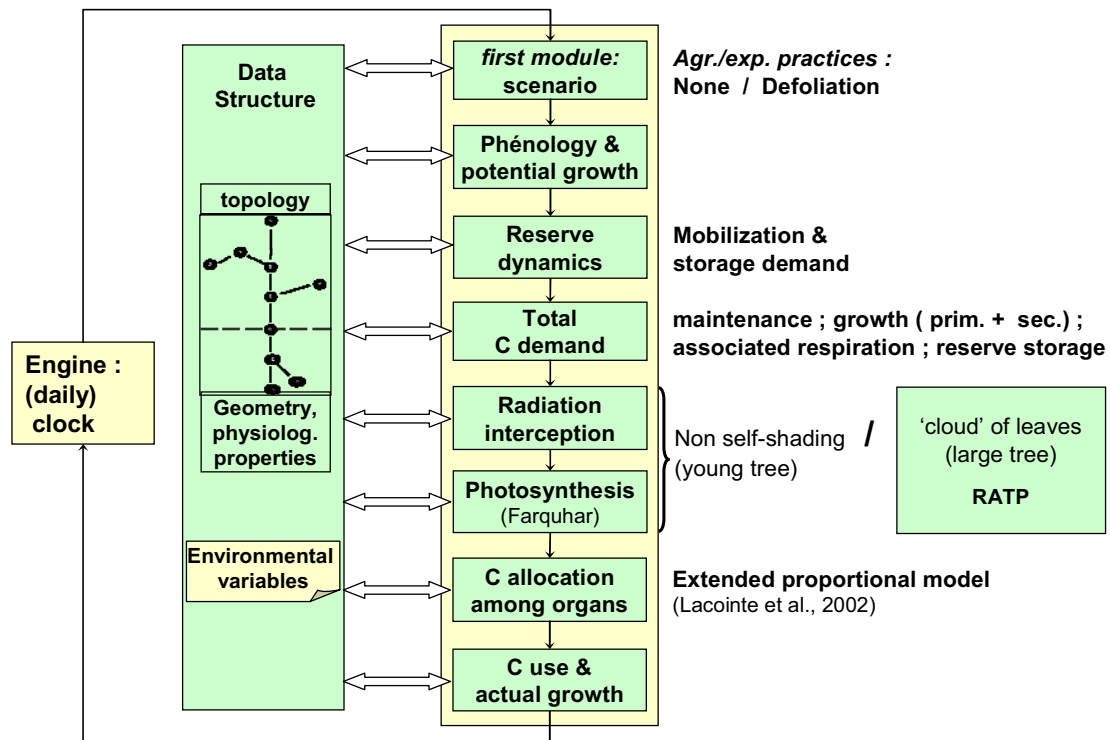 Engine :
(daily)
clock
Data
Structure
topology
Geometry,
physiolog.
properties
Environmental
variables
first module:
scenario
Agr./exp. practices :
None / Defoliation
Phénology &
potential growth
Reserve
dynamics
Mobilization &
storage demand
Total
C demand
maintenance ; growth ( prim. + sec.) ;
associated respiration ; reserve storage
Radiation
interception
Photosynthesis
(Farquhar)
Non self-shading /
(young tree)
‘cloud’ of leaves
(large tree)
RATP
C allocation
among organs
Extended proportional model
(Lacointe et al., 2002)
C use &
actual growth